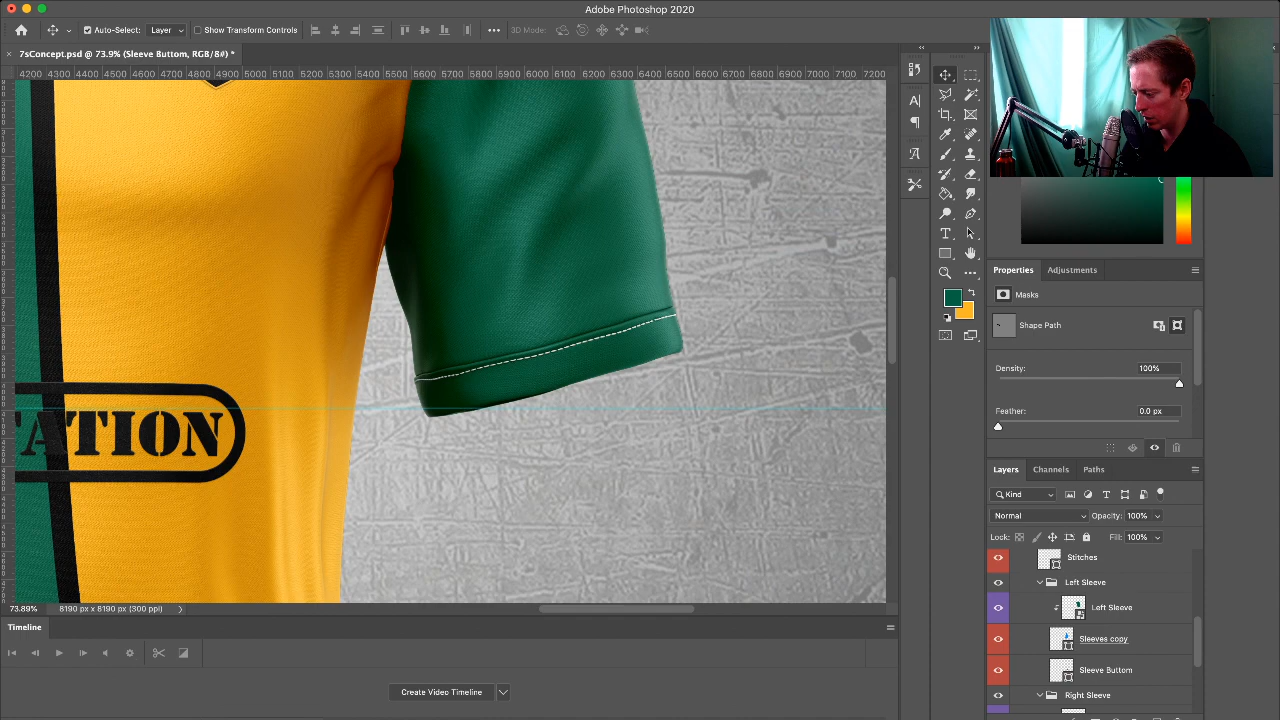 Adobe Photoshop 2020
Auto-Select: Layer Show Transform Controls 3D Mode:
7sConcept.psd @ 73.9% (Sleeve Buttom, RGB/8#) *
4200 4300 4400 4500 4600 4700 4800 4900 5000 5100 5200 5300 5400 5500 5600 5700 5800 5900 6000 6100 6200 6300 6400 6500 6600 6700 6800 6900 7000 7100 7200
TATION
Properties Adjustments
Masks
Shape Path
Density: 100%
Feather: 0.0 px
Layers Channels Paths
Kind
Normal Opacity: 100%
Lock: Fill: 100%
Stitches
Left Sleeve
Left Sleeve
Sleeves copy
Sleeve Buttom
Right Sleeve
73.89% 8190 px x 8190 px (300 ppi)
Timeline
Create Video Timeline